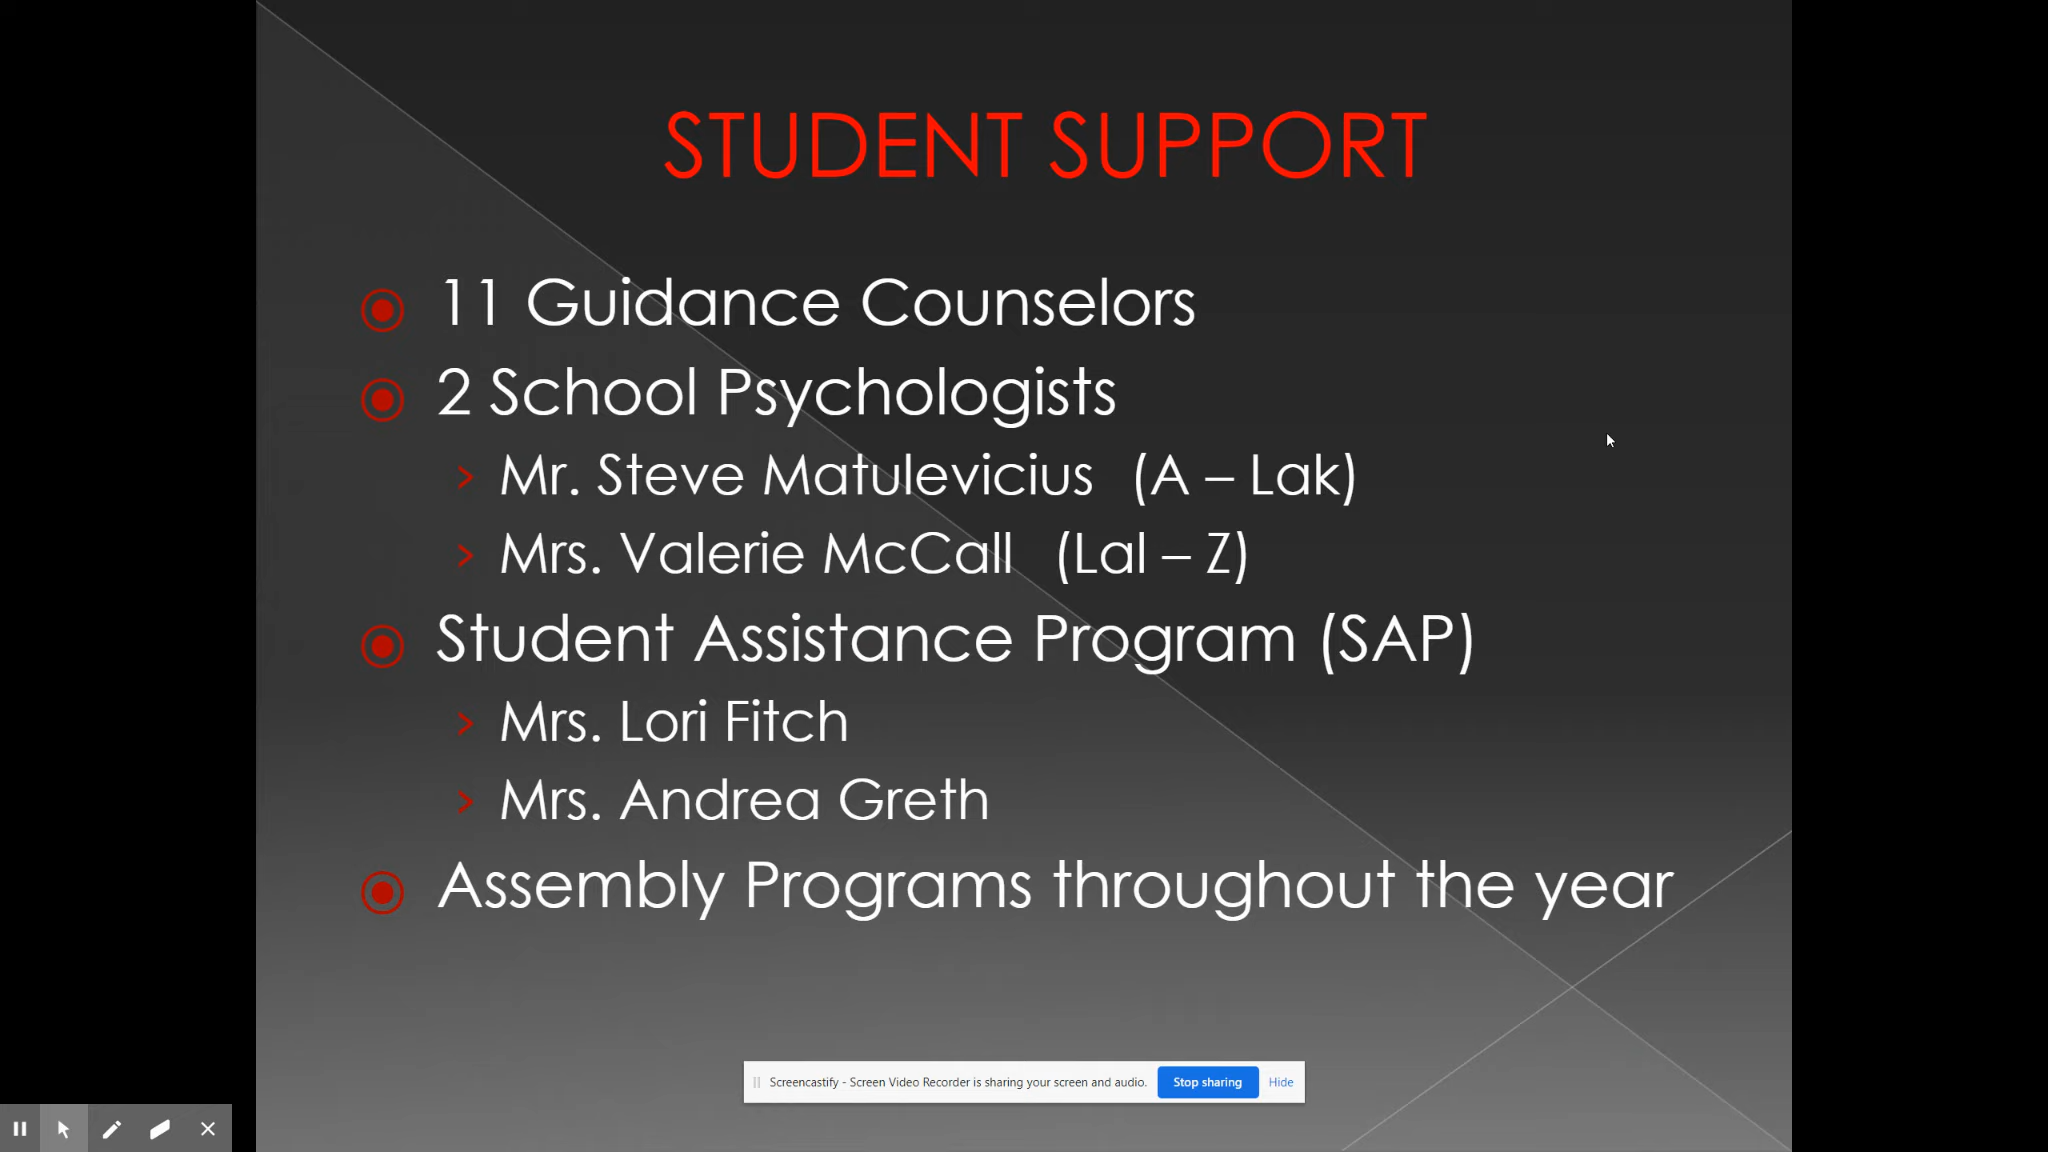 STUDENT SUPPORT
11 Guidance Counselors
2 School Psychologists
Mr. Steve Matulevicius (A – Lak)
Mrs. Valerie McCall (Lal – Z)
Student Assistance Program (SAP)
Mrs. Lori Fitch
Mrs. Andrea Greth
Assembly Programs throughout the year
Screencastify - Screen Video Recorder is sharing your screen and audio. Stop sharing Hide